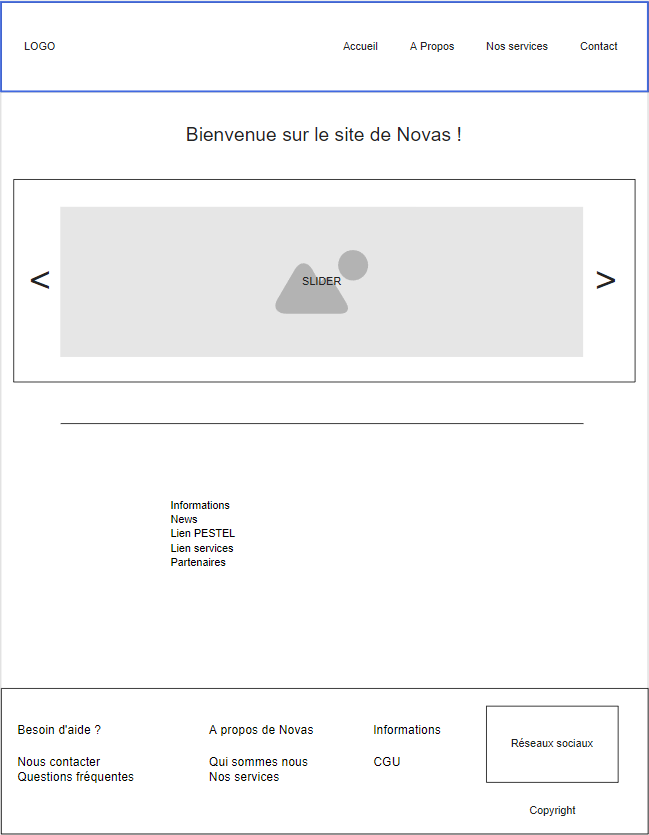 LOGO
Accueil
A Propos
Nos services
Contact
Bienvenue sur le site de Novas !
<
SLIDER
>
Informations
News
Lien PESTEL
Lien services
Partenaires
Besoin d'aide ?
Nous contacter
Questions fréquentes
A propos de Novas
Qui sommes nous
Nos services
Informations
CGU
Réseaux sociaux
Copyright